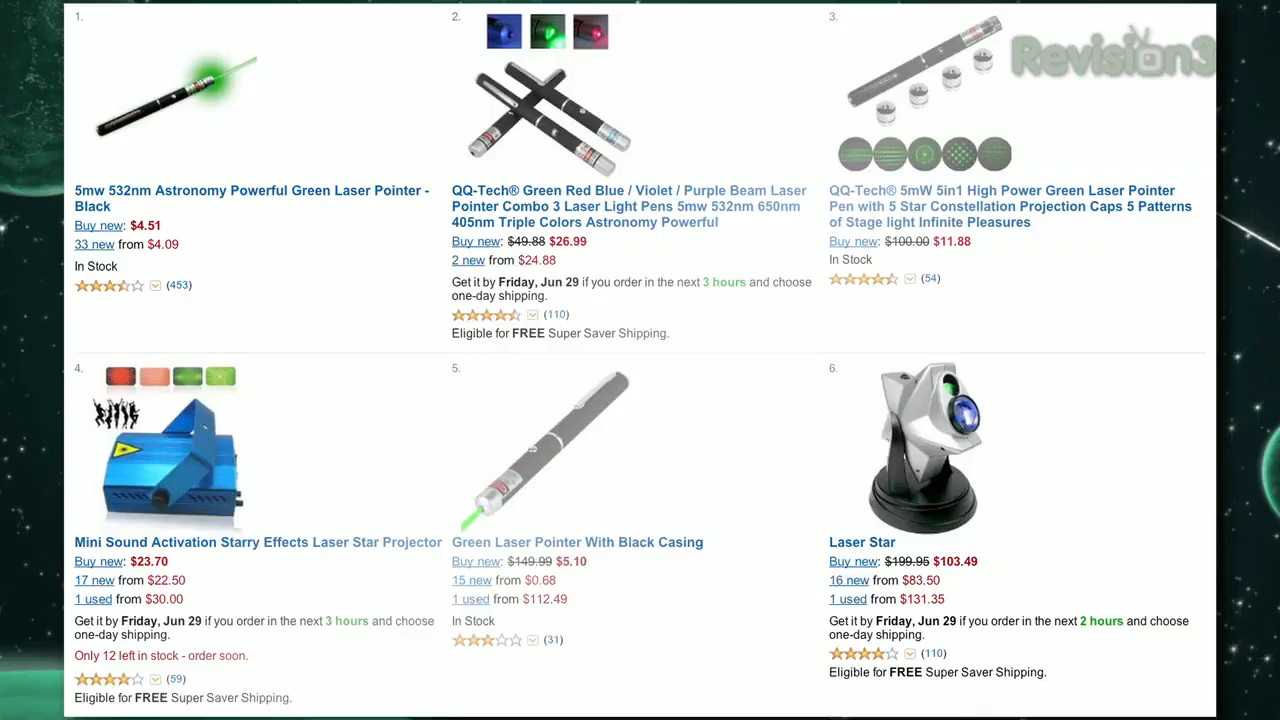 1.
2.
3.
Revision3
5mw 532nm Astronomy Powerful Green Laser Pointer -
Black
Buy new: $4.51
33 new from $4.09
In Stock
(453)
QQ-Tech® Green Red Blue / Violet / Purple Beam Laser
Pointer Combo 3 Laser Light Pens 5mw 532nm 650nm
405nm Triple Colors Astronomy Powerful
Buy new: $49.88 $26.99
2 new from $24.88
Get it by Friday, Jun 29 if you order in the next 3 hours and choose
one-day shipping.
(110)
Eligible for FREE Super Saver Shipping.
QQ-Tech® 5mW 5in1 High Power Green Laser Pointer
Pen with 5 Star Constellation Projection Caps 5 Patterns
of Stage light Infinite Pleasures
Buy new: $100.00 $11.88
In Stock
(54)
4.
5.
6.
Mini Sound Activation Starry Effects Laser Star Projector
Buy new: $23.70
17 new from $22.50
1 used from $30.00
Get it by Friday, Jun 29 if you order in the next 3 hours and choose
one-day shipping.
Only 12 left in stock - order soon.
(59)
Eligible for FREE Super Saver Shipping.
Green Laser Pointer With Black Casing
Buy new: $149.99 $5.10
15 new from $0.68
1 used from $112.49
In Stock
(31)
Laser Star
Buy new: $199.95 $103.49
16 new from $83.50
1 used from $131.35
Get it by Friday, Jun 29 if you order in the next 2 hours and choose
one-day shipping.
(110)
Eligible for FREE Super Saver Shipping.